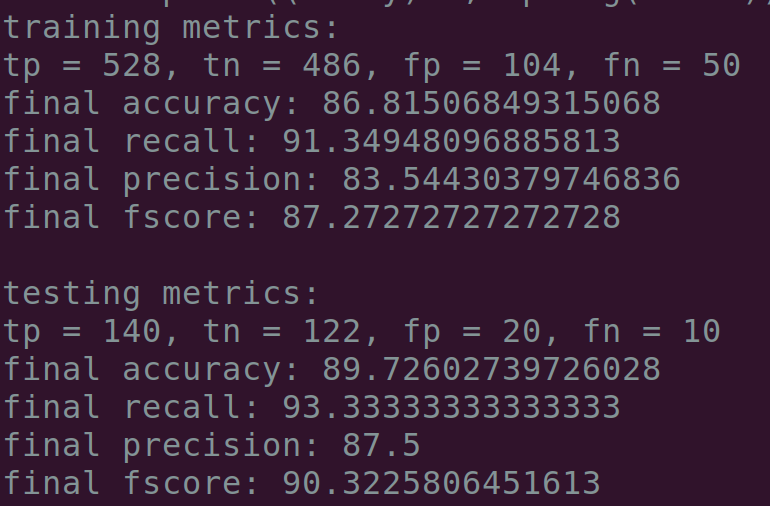 training metrics:
tp = 528, tn = 486, fp = 104, fn = 50
final accuracy: 86.81506849315068
final recall: 91.34948096885813
final precision: 83.54430379746836
final fscore: 87.27272727272728
testing metrics:
tp = 140, tn = 122, fp = 20, fn = 10
final accuracy: 89.72602739726028
final recall: 93.33333333333333
final precision: 87.5
final fscore: 90.3225806451613